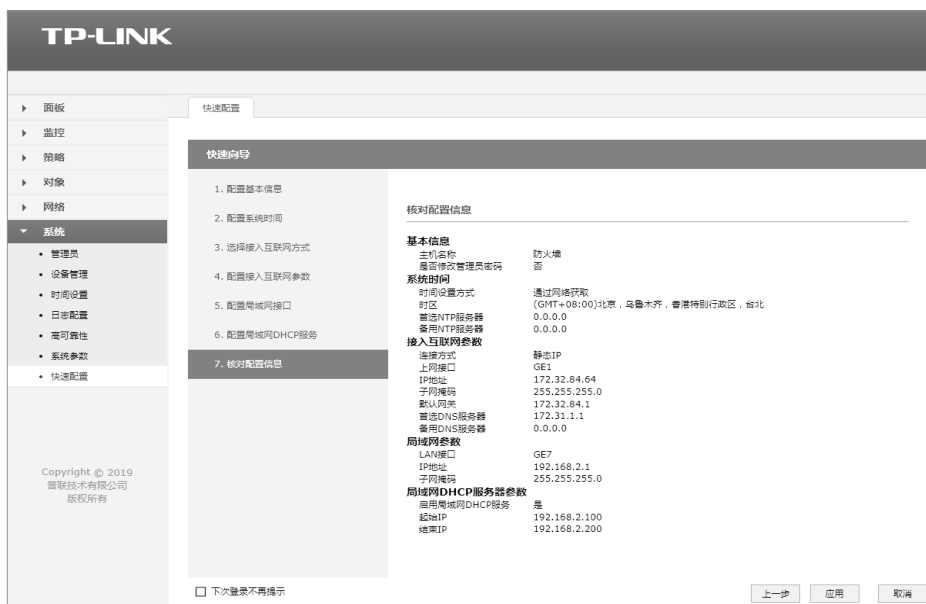 TP-LINK
面板
监控
策略
对象
网络
系统
管理员
设备管理
时间设置
日志配置
高可靠性
系统参数
快速配置
Copyright © 2019
普联技术有限公司
版权所有
快速配置
快速向导
1. 配置基本信息
2. 配置系统时间
3. 选择接入互联网方式
4. 配置接入互联网参数
5. 配置局域网接口
6. 配置局域网DHCP服务
7. 核对配置信息
核对配置信息
基本信息
主机名称 防火墙
是否修改管理员密码 否
系统时间
时间设置方式 通过网络获取
时区 (GMT+08:00)北京，乌鲁木齐，香港特别行政区，台北
首选NTP服务器 0.0.0.0
备用NTP服务器 0.0.0.0
接入互联网参数
连接方式 静态IP
上网接口 GE1
IP地址 172.32.84.64
子网掩码 255.255.255.0
默认网关 172.32.84.1
首选DNS服务器 172.31.1.1
备用DNS服务器 0.0.0.0
局域网参数
LAN接口 GE7
IP地址 192.168.2.1
子网掩码 255.255.255.0
局域网DHCP服务器参数
启用局域网DHCP服务 是
起始IP 192.168.2.100
结束IP 192.168.2.200
下次登录不再提示
上一步 应用 取消